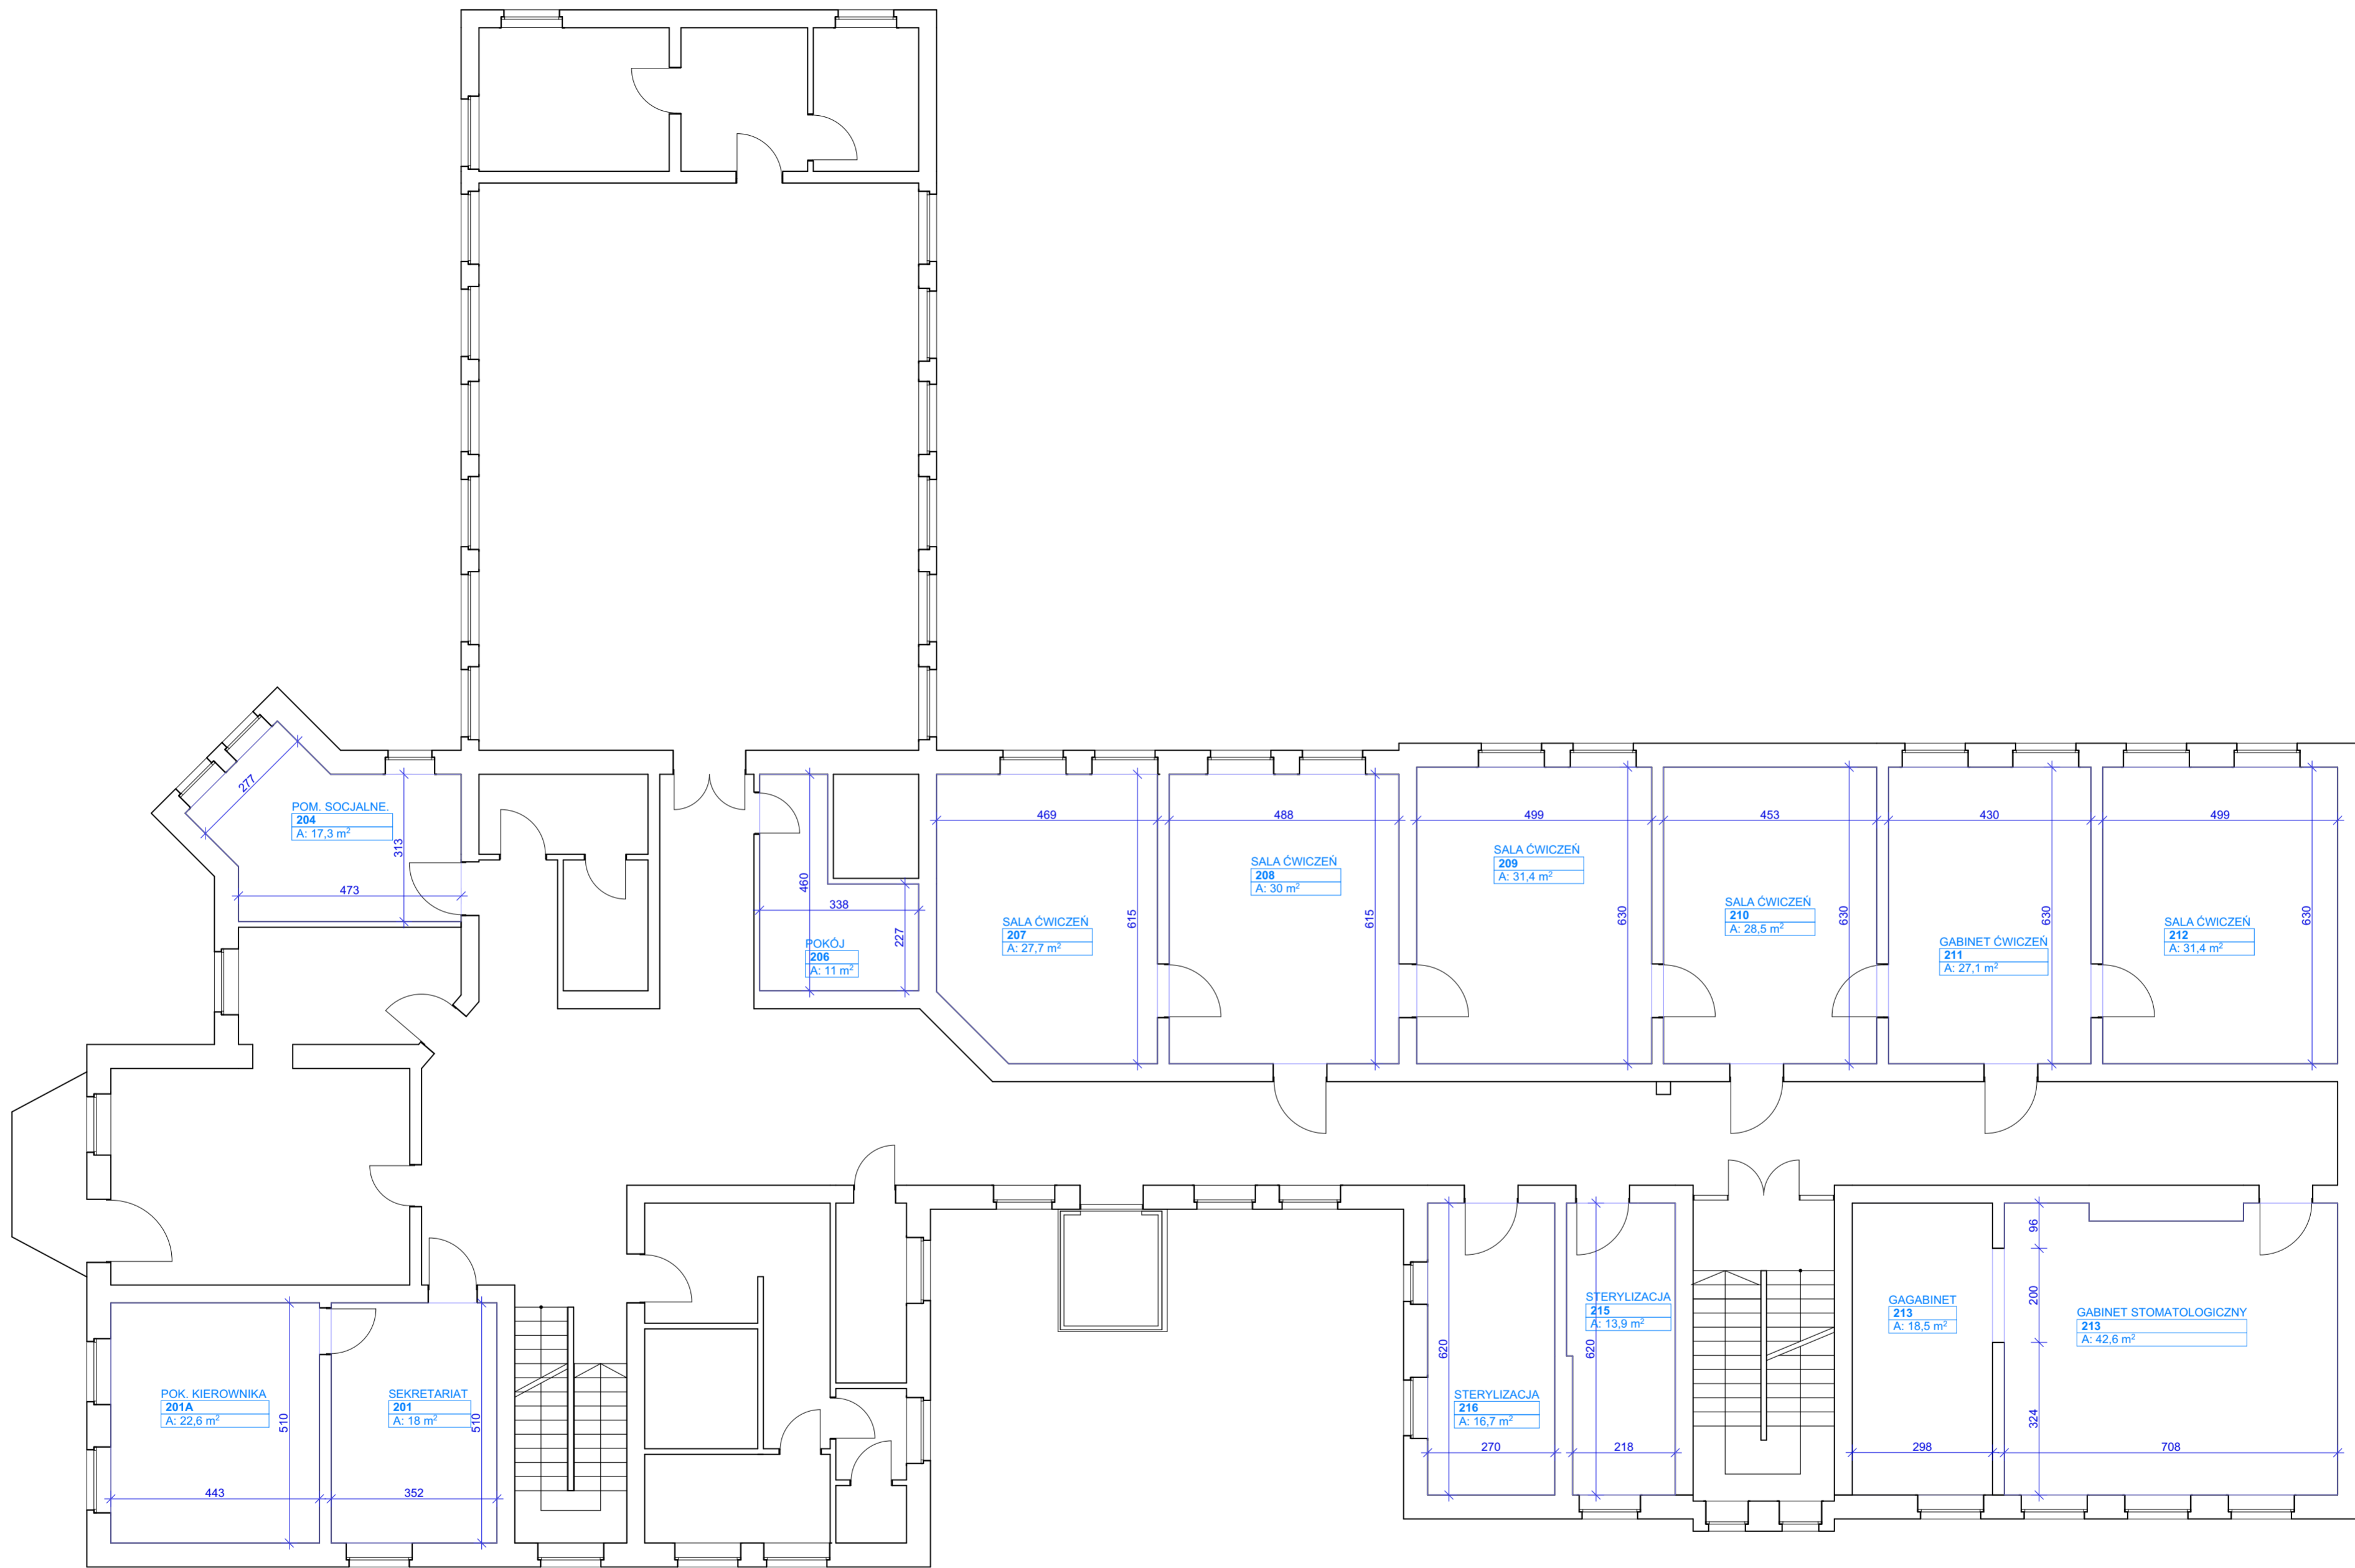 277
POM. SOCJALNE.
204
A: 17,3 m²
313
473
460
338
227
POKÓJ
206
A: 11 m²
469
SALA ĆWICZEŃ
207
A: 27,7 m²
615
488
SALA ĆWICZEŃ
208
A: 30 m²
615
499
SALA ĆWICZEŃ
209
A: 31,4 m²
630
453
SALA ĆWICZEŃ
210
A: 28,5 m²
630
430
GABINET ĆWICZEŃ
211
A: 27,1 m²
630
499
SALA ĆWICZEŃ
212
A: 31,4 m²
630
POK. KIEROWNIKA
201A
A: 22,6 m²
510
443
SEKRETARIAT
201
A: 18 m²
510
352
620
STERYLIZACJA
216
A: 16,7 m²
270
STERYLIZACJA
215
A: 13,9 m²
620
218
GAGABINET
213
A: 18,5 m²
298
96
200
324
GABINET STOMATOLOGICZNY
213
A: 42,6 m²
708